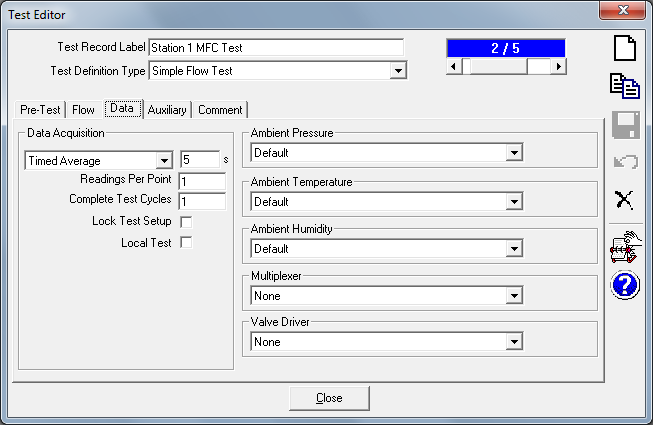 Test Editor
Test Record Label Station 1 MFC Test
2 / 5
Test Definition Type Simple Flow Test
Pre-Test Flow Data Auxiliary Comment
Data Acquisition
Timed Average 5 s
Readings Per Point 1
Complete Test Cycles 1
Lock Test Setup
Local Test
Ambient Pressure
Default
Ambient Temperature
Default
Ambient Humidity
Default
Multiplexer
None
Valve Driver
None
Close